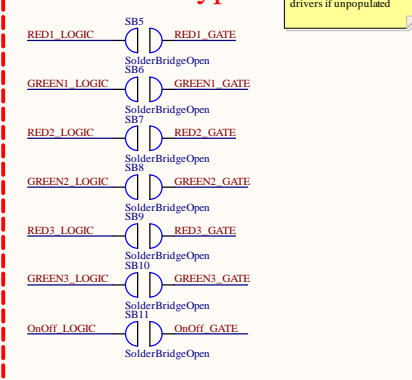 drivers if unpopulated
SB5
RED1_LOGIC RED1_GATE
SolderBridgeOpen
SB6
GREEN1_LOGIC GREEN1_GATE
SolderBridgeOpen
SB7
RED2_LOGIC RED2_GATE
SolderBridgeOpen
SB8
GREEN2_LOGIC GREEN2_GATE
SolderBridgeOpen
SB9
RED3_LOGIC RED3_GATE
SolderBridgeOpen
SB10
GREEN3_LOGIC GREEN3_GATE
SolderBridgeOpen
SB11
OnOff_LOGIC OnOff_GATE
SolderBridgeOpen